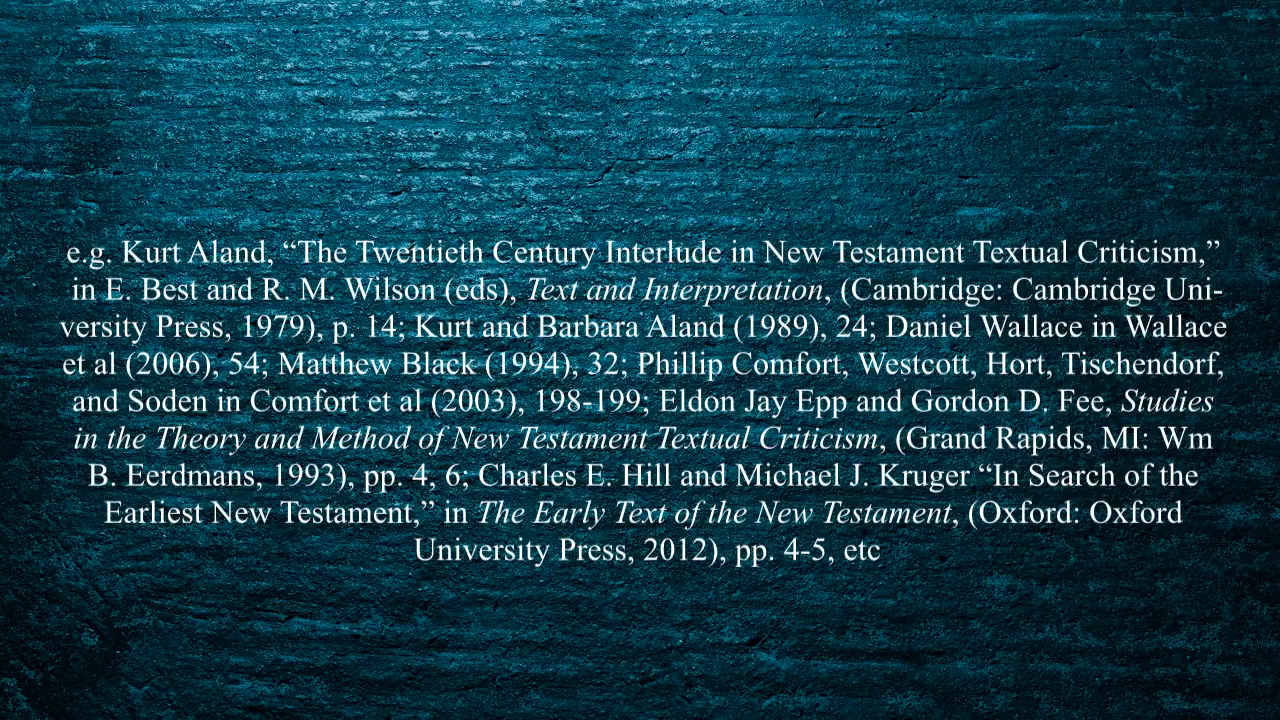 e.g. Kurt Aland, “The Twentieth Century Interlude in New Testament Textual Criticism,”
in E. Best and R. M. Wilson (eds), Text and Interpretation, (Cambridge: Cambridge Uni-
versity Press, 1979), p. 14; Kurt and Barbara Aland (1989), 24; Daniel Wallace in Wallace
et al (2006), 54; Matthew Black (1994), 32; Phillip Comfort, Westcott, Hort, Tischendorf,
and Soden in Comfort et al (2003), 198-199; Eldon Jay Epp and Gordon D. Fee, Studies
in the Theory and Method of New Testament Textual Criticism, (Grand Rapids, MI: Wm
B. Eerdmans, 1993), pp. 4, 6; Charles E. Hill and Michael J. Kruger “In Search of the
Earliest New Testament,” in The Early Text of the New Testament, (Oxford: Oxford
University Press, 2012), pp. 4-5, etc